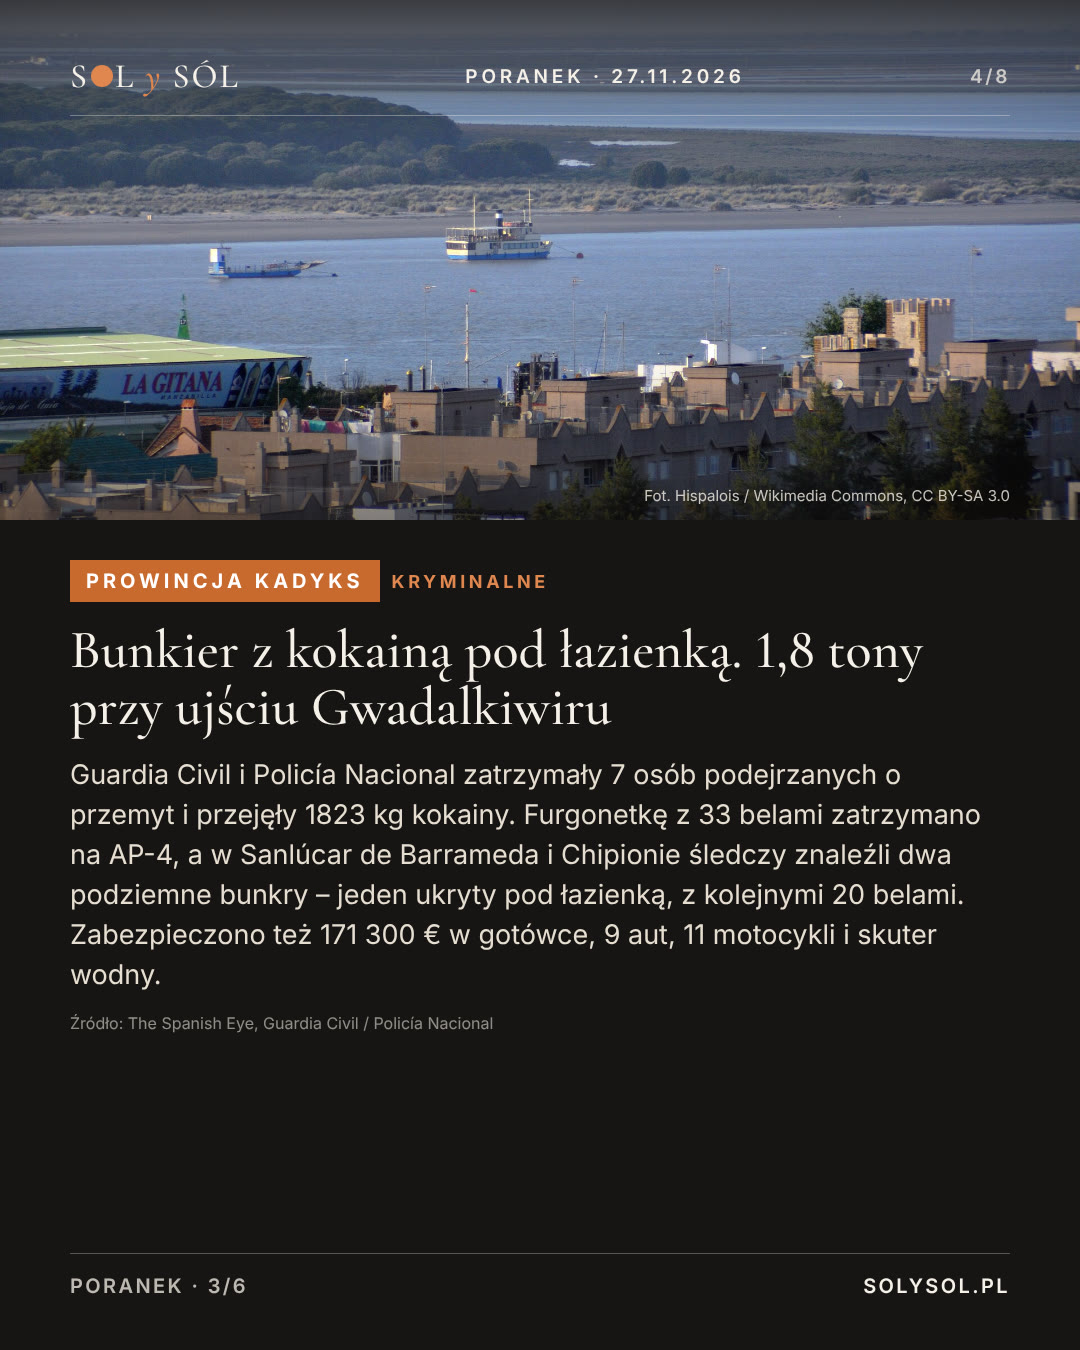 SOL y SÓL
PORANEK · 27.11.2026
4/8
LA GITANA
MANZANILLA
Fot. Hispalois / Wikimedia Commons, CC BY-SA 3.0
PROWINCJA KADYKS
KRYMINALNE
Bunkier z kokainą pod łazienką. 1,8 tony
przy ujściu Gwadalkiwiru
Guardia Civil i Policía Nacional zatrzymały 7 osób podejrzanych o
przemyt i przejęły 1823 kg kokainy. Furgonetkę z 33 belami zatrzymano
na AP-4, a w Sanlúcar de Barrameda i Chipionie śledczy znaleźli dwa
podziemne bunkry – jeden ukryty pod łazienką, z kolejnymi 20 belami.
Zabezpieczono też 171 300 € w gotówce, 9 aut, 11 motocykli i skuter
wodny.
Źródło: The Spanish Eye, Guardia Civil / Policía Nacional
PORANEK · 3/6
SOLYSOL.PL